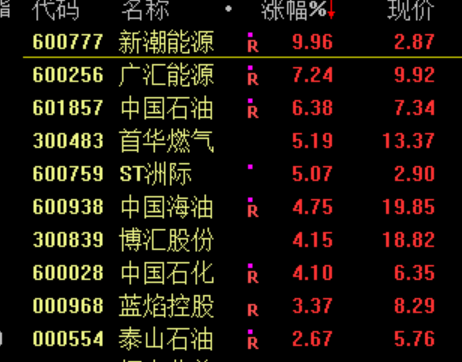 代码 名称 • 涨幅%↓ 现价
600777 新潮能源 R 9.96 2.87
600256 广汇能源 R 7.24 9.92
601857 中国石油 R 6.38 7.34
300483 首华燃气 5.19 13.37
600759 ST洲际 5.07 2.90
600938 中国海油 R 4.75 19.85
300839 博汇股份 4.15 18.82
600028 中国石化 R 4.10 6.35
000968 蓝焰控股 R 3.37 8.29
000554 泰山石油 R 2.67 5.76